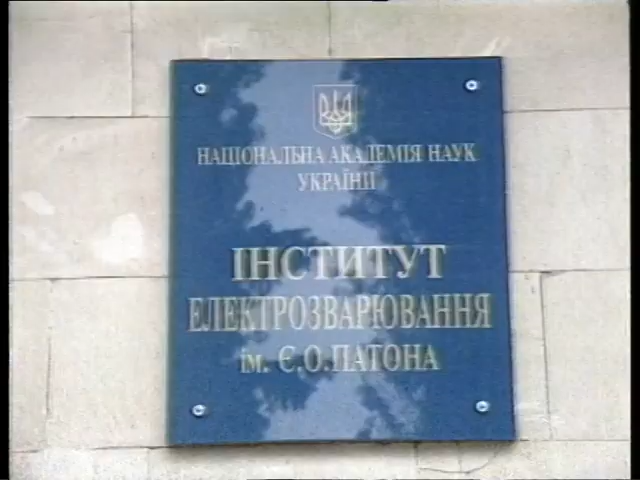 НАЦІОНАЛЬНА АКАДЕМІЯ НАУК
УКРАЇНИ
ІНСТИТУТ
ЕЛЕКТРОЗВАРЮВАННЯ
ім. Є.О.ПАТОНА